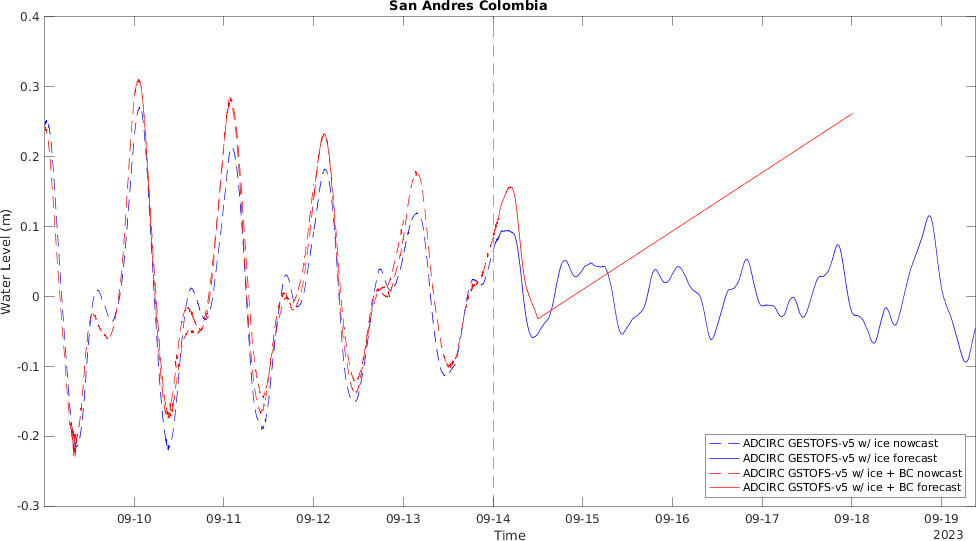 San Andres Colombia
Water Level (m)
0.4
0.3
0.2
0.1
0
-0.1
-0.2
-0.3
09-10
09-11
09-12
09-13
09-14
09-15
09-16
09-17
09-18
09-19
Time
2023
ADCIRC GESTOFS-v5 w/ ice nowcast
ADCIRC GESTOFS-v5 w/ ice forecast
ADCIRC GSTOFS-v5 w/ ice + BC nowcast
ADCIRC GSTOFS-v5 w/ ice + BC forecast